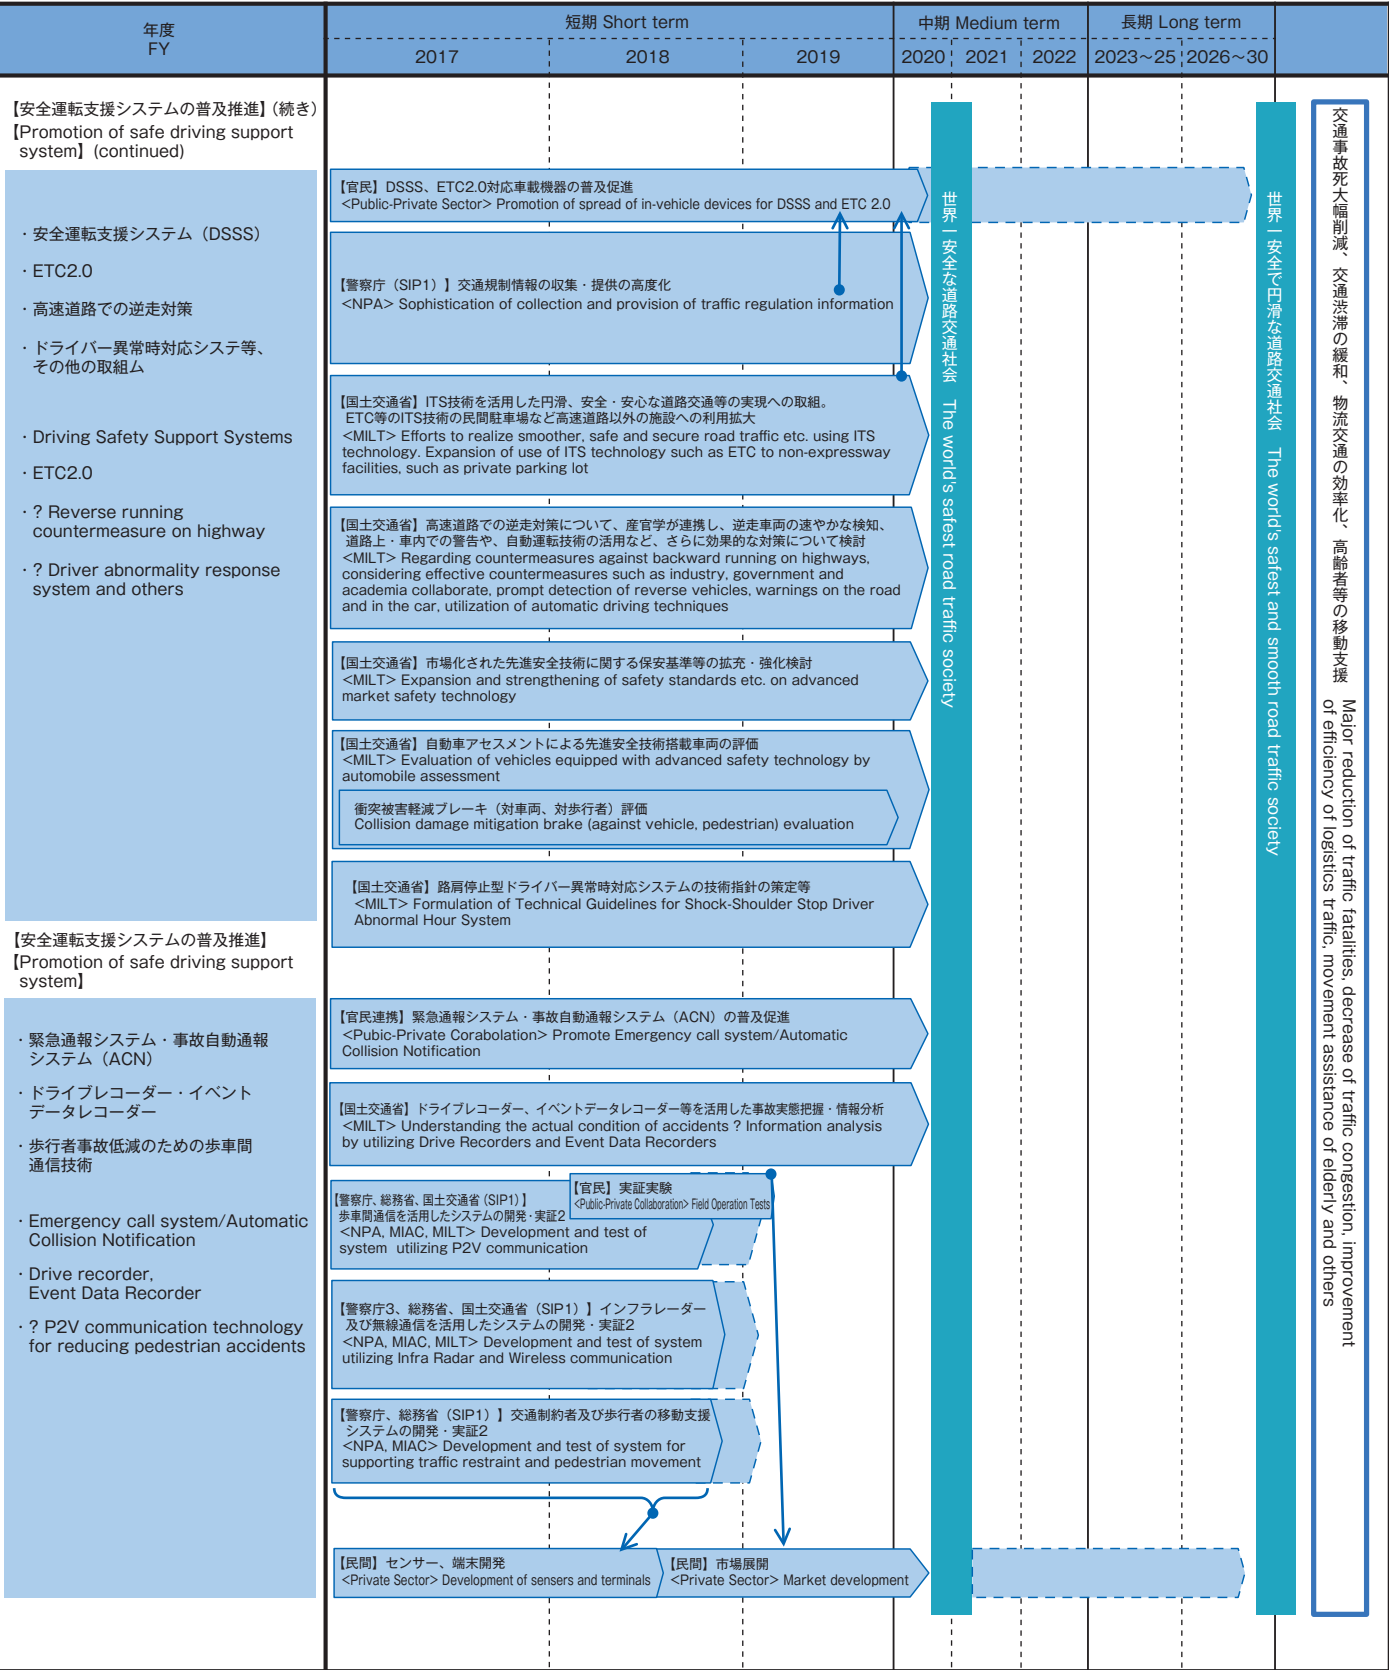 年度
FY
短期 Short term
中期 Medium term
長期 Long term
2017
2018
2019
2020
2021
2022
2023~25
2026~30
【安全運転支援システムの普及推進】(続き)
【Promotion of safe driving support
system】(continued)
・安全運転支援システム（DSSS）
・ETC2.0
・高速道路での逆走対策
・ドライバー異常時対応システテ等、
その他の取組ム
・Driving Safety Support Systems
・ETC2.0
・? Reverse running
countermeasure on highway
・? Driver abnormality response
system and others
【官民】DSSS、ETC2.0対応車載機器の普及促進
<Public-Private Sector> Promotion of spread of in-vehicle devices for DSSS and ETC 2.0
【警察庁（SIP1）】交通規制情報の収集・提供の高度化
<NPA> Sophistication of collection and provision of traffic regulation information
【国土交通省】ITS技術を活用した円滑、安全・安心な道路交通等の実現への取組。
ETC等のITS技術の民間駐車場など高速道路以外の施設への利用拡大
<MILT> Efforts to realize smoother, safe and secure road traffic etc. using ITS
technology. Expansion of use of ITS technology such as ETC to non-expressway
facilities, such as private parking lot
【国土交通省】高速道路での逆走対策について、産官学が連携し、逆走車両の速やかな検知、
道路上・車内での警告や、自動運転技術の活用など、さらに効果的な対策について検討
<MILT> Regarding countermeasures against backward running on highways,
considering effective countermeasures such as industry, government and
academia collaborate, prompt detection of reverse vehicles, warnings on the road
and in the car, utilization of automatic driving techniques
【国土交通省】市場化された先進安全技術に関する保安基準等の拡充・強化検討
<MILT> Expansion and strengthening of safety standards etc. on advanced
market safety technology
【国土交通省】自動車アセスメントによる先進安全技術搭載車両の評価
<MILT> Evaluation of vehicles equipped with advanced safety technology by
automobile assessment
衝突被害軽減ブレーキ（対車両、対歩行者）評価
Collision damage mitigation brake (against vehicle, pedestrian) evaluation
【国土交通省】路肩停止型ドライバー異常時対応システムの技術指針の策定等
<MILT> Formulation of Technical Guidelines for Shock-Shoulder Stop Driver
Abnormal Hour System
【安全運転支援システムの普及推進】
【Promotion of safe driving support
system】
・緊急通報システム・事故自動通報
システム（ACN）
・ドライブレコーダー・イベント
データレコーダー
・歩行者事故低減のための歩車間
通信技術
・Emergency call system/Automatic
Collision Notification
・Drive recorder,
Event Data Recorder
・? P2V communication technology
for reducing pedestrian accidents
【官民連携】緊急通報システム・事故自動通報システム（ACN）の普及促進
<Pubic-Private Corabolation> Promote Emergency call system/Automatic
Collision Notification
【国土交通省】ドライブレコーダー、イベントデータレコーダー等を活用した事故実態把握・情報分析
<MILT> Understanding the actual condition of accidents ? Information analysis
by utilizing Drive Recorders and Event Data Recorders
【警察庁、総務省、国土交通省（SIP1）】
歩車間通信を活用したシステムの開発・実証2
<NPA, MIAC, MILT> Development and test of
system utilizing P2V communication
【官民】実証実験
<Public-Private Collaboration> Field Operation Tests
【警察庁3、総務省、国土交通省（SIP1）】インフラレーダー
及び無線通信を活用したシステムの開発・実証2
<NPA, MIAC, MILT> Development and test of system
utilizing Infra Radar and Wireless communication
【警察庁、総務省（SIP1）】交通制約者及び歩行者の移動支援
システムの開発・実証2
<NPA, MIAC> Development and test of system for
supporting traffic restraint and pedestrian movement
【民間】センサー、端末開発
<Private Sector> Development of sensers and terminals
【民間】市場展開
<Private Sector> Market development
世界一安全な道路交通社会 The world's safest road traffic society
世界一安全で円滑な道路交通社会 The world's safest and smooth road traffic society
交通事故死大幅削減、交通渋滞の緩和、物流交通の効率化、高齢者等の移動支援
Major reduction of traffic fatalities, decrease of traffic congestion, improvement
of efficiency of logistics traffic, movement assistance of elderly and others